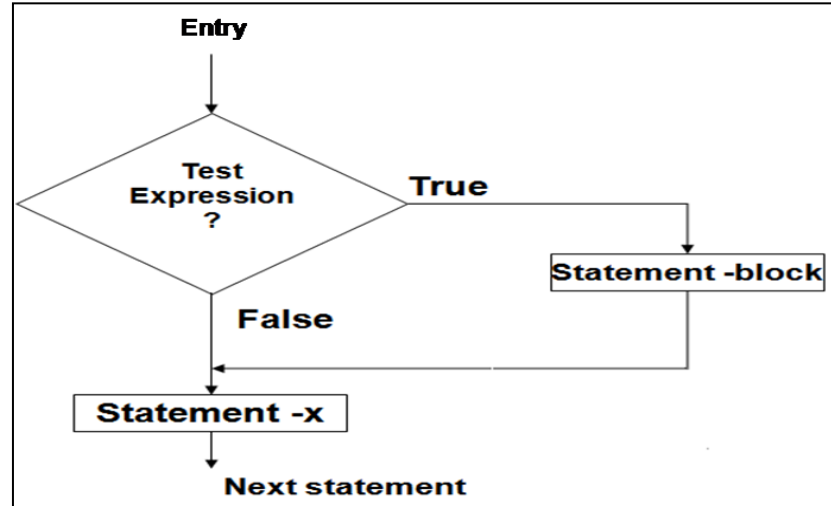 Entry
Test
Expression
?
True
Statement -block
False
Statement -x
Next statement